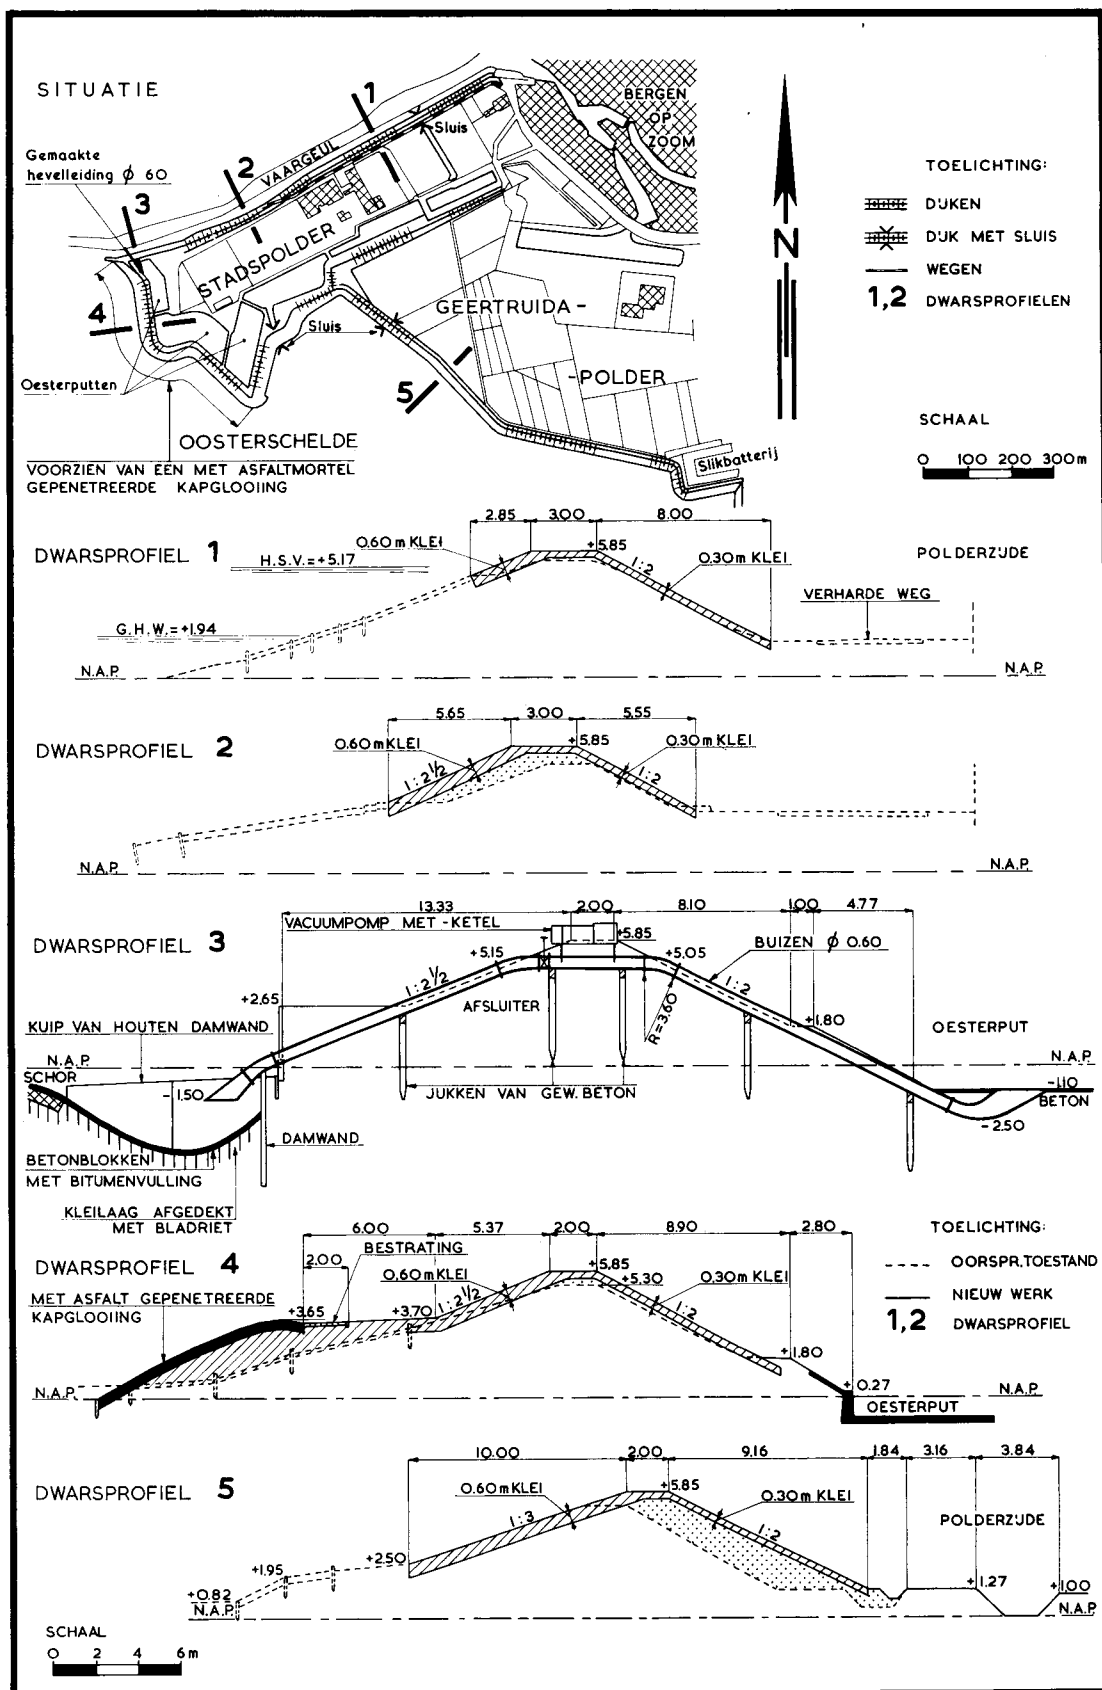 SITUATIE
1
BERGEN
OP
ZOOM
Sluis
VAARGEUL
Gemaakte
hevelleiding ϕ 60
2
3
STADSPOLDER
GEERTRUIDA -
4
Sluis
- POLDER
5
Oesterputten
OOSTERSCHELDE
Slikbatterij
VOORZIEN VAN EEN MET ASFALTMORTEL
GEPENETREERDE KAPGLOOIING
N
TOELICHTING:
DIJKEN
DIJK MET SLUIS
WEGEN
1,2 DWARSPROFIELEN
SCHAAL
0 100 200 300m
DWARSPROFIEL 1
2.85 3.00 8.00
0.60 m KLEI
+5.85
1:2
0.30m KLEI
POLDERZIJDE
H.S.V.=+5.17
VERHARDE WEG
G.H.W.=+1.94
N.A.P. N.A.P.
DWARSPROFIEL 2
5.65 3.00 5.55
0.60m KLEI
+5.85
0.30m KLEI
1:2½
1:2
N.A.P. N.A.P.
DWARSPROFIEL 3
13.33 2.00 8.10 1.00 4.77
VACUUMPOMP MET -KETEL
+5.85
+5.15
+5.05
BUIZEN ϕ 0.60
1:2½
1:2
+2.65
AFSLUITER
R=3.60
+1.80
OESTERPUT
KUIP VAN HOUTEN DAMWAND
N.A.P. N.A.P.
SCHOR
-1.50
JUKKEN VAN GEW. BETON
-1.10
BETON
-2.50
DAMWAND
BETONBLOKKEN
MET BITUMENVULLING
KLEILAAG AFGEDEKT
MET BLADRIET
DWARSPROFIEL 4
6.00 5.37 2.00 8.90 2.80
2.00
BESTRATING
0.60m KLEI
+5.85
+5.30
0.30m KLEI
1:2½
1:2
MET ASFALT GEPENETREERDE
KAPGLOOIING
+3.65
+3.70
+1.80
N.A.P. N.A.P.
+ 0.27
OESTERPUT
TOELICHTING:
OORSPR. TOESTAND
NIEUW WERK
1,2 DWARSPROFIEL
DWARSPROFIEL 5
10.00 2.00 9.16 1.84 3.16 3.84
0.60m KLEI
+5.85
0.30m KLEI
1:3
1:2
POLDERZIJDE
+2.50
+1.95
+0.82
+1.27
+1.00
N.A.P. N.A.P.
SCHAAL
0 2 4 6m